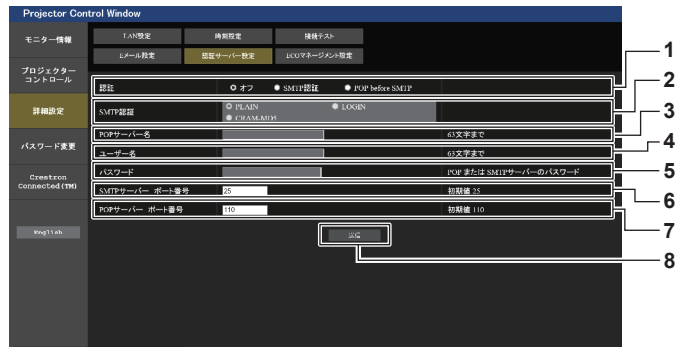 Projector Control Window
モニター情報
プロジェクター
コントロール
詳細設定
パスワード変更
Crestron
Connected(TM)
English
LAN設定 時刻設定 接続テスト
Eメール設定 認証サーバー設定 ECOマネージメント設定
認証 オフ SMTP認証 POP before SMTP
SMTP認証 PLAIN LOGIN
CRAM-MD5
POPサーバー名 63文字まで
ユーザー名 63文字まで
パスワード POP または SMTPサーバーのパスワード
SMTPサーバー ポート番号 25 初期値 25
POPサーバー ポート番号 110 初期値 110
送信
1
2
3
4
5
6
7
8